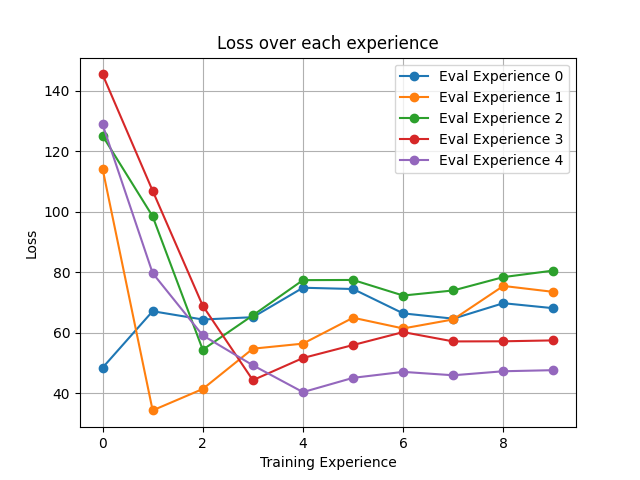 Loss over each experience
Eval Experience 0
Eval Experience 1
Eval Experience 2
Eval Experience 3
Eval Experience 4
140
120
100
80
60
40
Loss
0 2 4 6 8
Training Experience